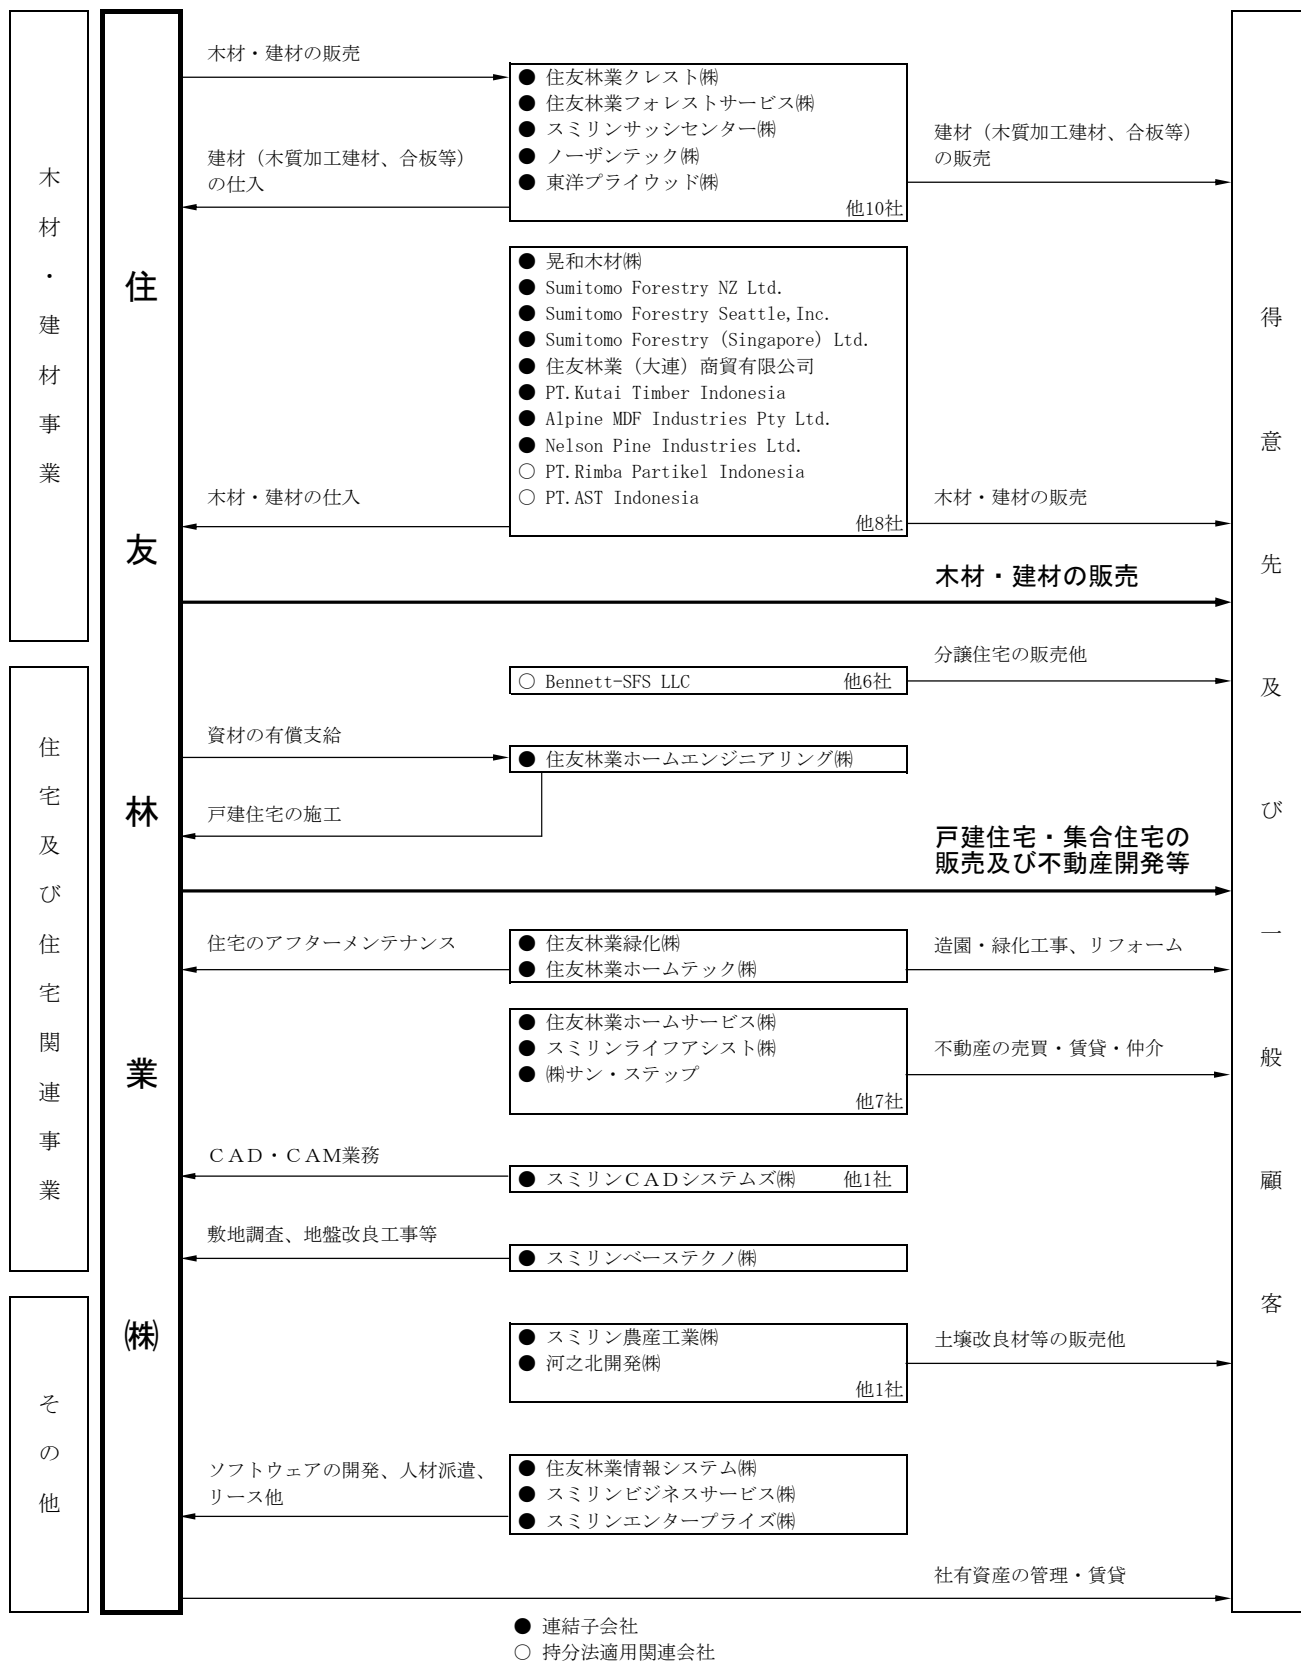 木材・建材事業
住友林業㈱
木材・建材の販売
● 住友林業クレスト㈱
● 住友林業フォレストサービス㈱
● スミリンサッシセンター㈱
● ノーザンテック㈱
● 東洋プライウッド㈱
他10社
建材（木質加工建材、合板等）
の仕入
建材（木質加工建材、合板等）
の販売
● 晃和木材㈱
● Sumitomo Forestry NZ Ltd.
● Sumitomo Forestry Seattle,Inc.
● Sumitomo Forestry (Singapore) Ltd.
● 住友林業（大連）商貿有限公司
● PT.Kutai Timber Indonesia
● Alpine MDF Industries Pty Ltd.
● Nelson Pine Industries Ltd.
○ PT.Rimba Partikel Indonesia
○ PT.AST Indonesia
他8社
木材・建材の仕入
木材・建材の販売
木材・建材の販売
住宅及び住宅関連事業
○ Bennett-SFS LLC 他6社
分譲住宅の販売他
資材の有償支給
● 住友林業ホームエンジニアリング㈱
戸建住宅の施工
戸建住宅・集合住宅の
販売及び不動産開発等
住宅のアフターメンテナンス
● 住友林業緑化㈱
● 住友林業ホームテック㈱
造園・緑化工事、リフォーム
● 住友林業ホームサービス㈱
● スミリンライフアシスト㈱
● ㈱サン・ステップ
他7社
不動産の売買・賃貸・仲介
ＣＡＤ・ＣＡＭ業務
● スミリンＣＡＤシステムズ㈱ 他1社
敷地調査、地盤改良工事等
● スミリンベーステクノ㈱
その他
● スミリン農産工業㈱
● 河之北開発㈱
他1社
土壌改良材等の販売他
ソフトウェアの開発、人材派遣、
リース他
● 住友林業情報システム㈱
● スミリンビジネスサービス㈱
● スミリンエンタープライズ㈱
社有資産の管理・賃貸
得意先及び一般顧客
● 連結子会社
○ 持分法適用関連会社